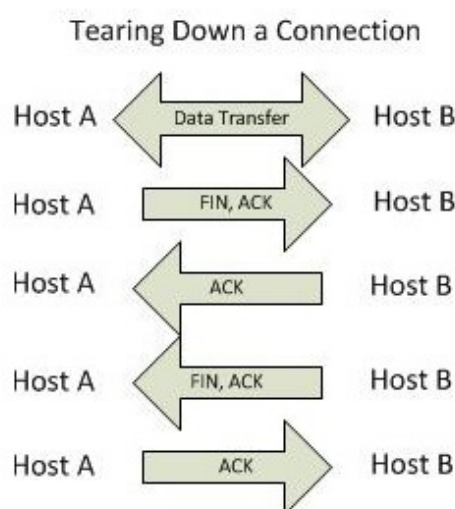 Tearing Down a Connection
Host A Data Transfer Host B
Host A FIN, ACK Host B
Host A ACK Host B
Host A FIN, ACK Host B
Host A ACK Host B